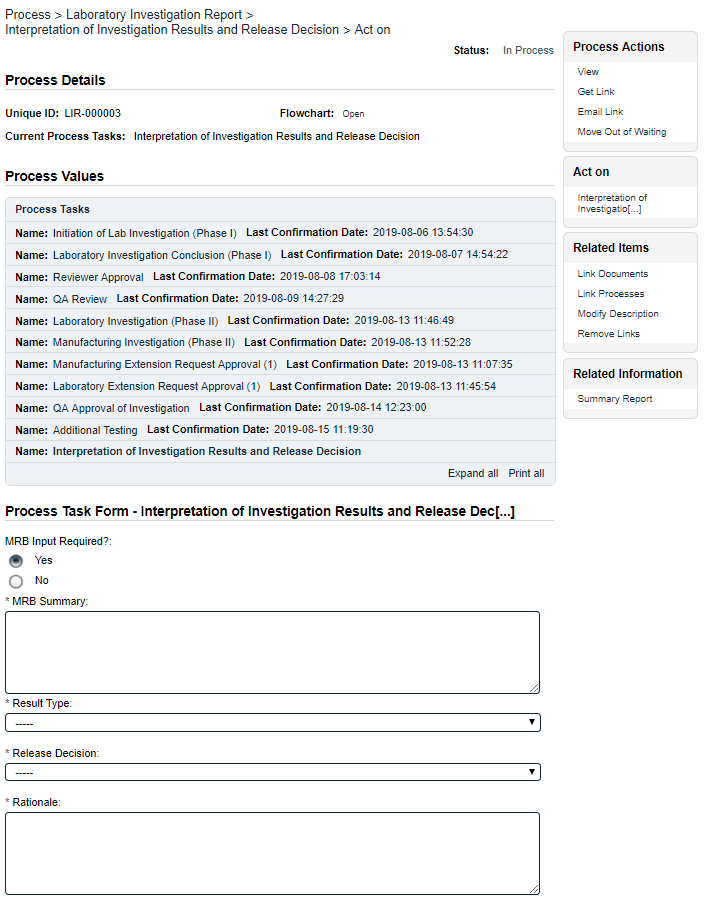 Process > Laboratory Investigation Report >
Interpretation of Investigation Results and Release Decision > Act on
Status: In Process
Process Details
Unique ID: LIR-000003 Flowchart: Open
Current Process Tasks: Interpretation of Investigation Results and Release Decision
Process Values
Process Tasks
Name: Initiation of Lab Investigation (Phase I) Last Confirmation Date: 2019-08-06 13:54:30
Name: Laboratory Investigation Conclusion (Phase I) Last Confirmation Date: 2019-08-07 14:54:22
Name: Reviewer Approval Last Confirmation Date: 2019-08-08 17:03:14
Name: QA Review Last Confirmation Date: 2019-08-09 14:27:29
Name: Laboratory Investigation (Phase II) Last Confirmation Date: 2019-08-13 11:46:49
Name: Manufacturing Investigation (Phase II) Last Confirmation Date: 2019-08-13 11:52:28
Name: Manufacturing Extension Request Approval (1) Last Confirmation Date: 2019-08-13 11:07:35
Name: Laboratory Extension Request Approval (1) Last Confirmation Date: 2019-08-13 11:45:54
Name: QA Approval of Investigation Last Confirmation Date: 2019-08-14 12:23:00
Name: Additional Testing Last Confirmation Date: 2019-08-15 11:19:30
Name: Interpretation of Investigation Results and Release Decision
Expand all Print all
Process Task Form - Interpretation of Investigation Results and Release Dec[...]
MRB Input Required?:
Yes
No
* MRB Summary:
* Result Type:
-----
* Release Decision:
-----
* Rationale:
Process Actions
View
Get Link
Email Link
Move Out of Waiting
Act on
Interpretation of
Investigatio[...]
Related Items
Link Documents
Link Processes
Modify Description
Remove Links
Related Information
Summary Report